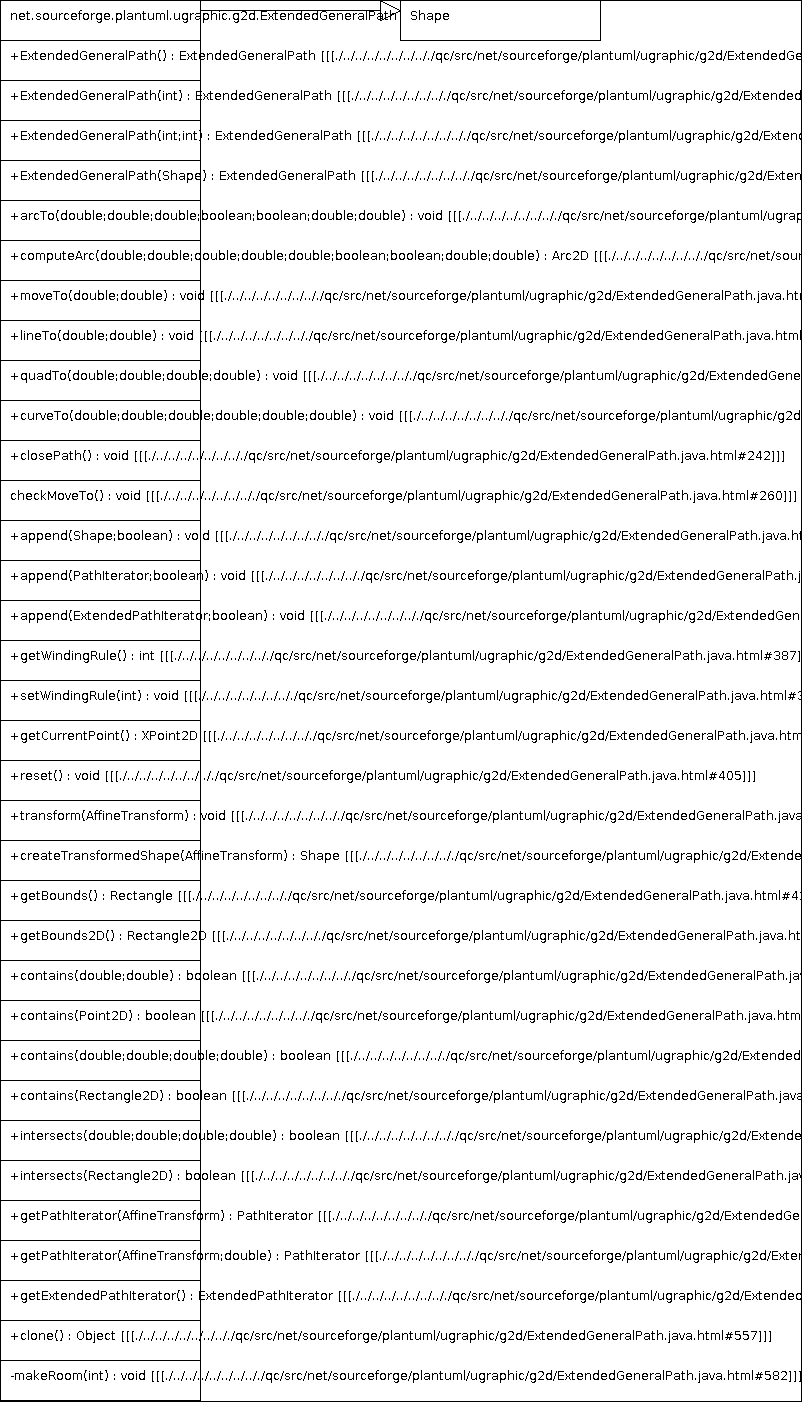 net.sourceforge.plantuml.ugraphic.g2d.ExtendedGeneralPath
Shape
+ExtendedGeneralPath() : ExtendedGeneralPath [[[./../../../../../../../../qc/src/net/sourceforge/plantuml/ugraphic/g2d/ExtendedGe
+ExtendedGeneralPath(int) : ExtendedGeneralPath [[[./../../../../../../../../qc/src/net/sourceforge/plantuml/ugraphic/g2d/Extended
+ExtendedGeneralPath(int;int) : ExtendedGeneralPath [[[./../../../../../../../../qc/src/net/sourceforge/plantuml/ugraphic/g2d/Exten
+ExtendedGeneralPath(Shape) : ExtendedGeneralPath [[[./../../../../../../../../qc/src/net/sourceforge/plantuml/ugraphic/g2d/Exten
+arcTo(double;double;double;boolean;boolean;double;double) : void [[[./../../../../../../../../qc/src/net/sourceforge/plantuml/ugrap
+computeArc(double;double;double;double;double;boolean;boolean;double;double) : Arc2D [[[./../../../../../../../../qc/src/net/sour
+moveTo(double;double) : void [[[./../../../../../../../../qc/src/net/sourceforge/plantuml/ugraphic/g2d/ExtendedGeneralPath.java.ht
+lineTo(double;double) : void [[[./../../../../../../../../qc/src/net/sourceforge/plantuml/ugraphic/g2d/ExtendedGeneralPath.java.html
+quadTo(double;double;double;double) : void [[[./../../../../../../../../qc/src/net/sourceforge/plantuml/ugraphic/g2d/ExtendedGene
+curveTo(double;double;double;double;double;double) : void [[[./../../../../../../../../qc/src/net/sourceforge/plantuml/ugraphic/g2d
+closePath() : void [[[./../../../../../../../../qc/src/net/sourceforge/plantuml/ugraphic/g2d/ExtendedGeneralPath.java.html#242]]]
checkMoveTo() : void [[[./../../../../../../../../qc/src/net/sourceforge/plantuml/ugraphic/g2d/ExtendedGeneralPath.java.html#260]]]
+append(Shape;boolean) : void [[[./../../../../../../../../qc/src/net/sourceforge/plantuml/ugraphic/g2d/ExtendedGeneralPath.java.ht
+append(PathIterator;boolean) : void [[[./../../../../../../../../qc/src/net/sourceforge/plantuml/ugraphic/g2d/ExtendedGeneralPath.j
+append(ExtendedPathIterator;boolean) : void [[[./../../../../../../../../qc/src/net/sourceforge/plantuml/ugraphic/g2d/ExtendedGen
+getWindingRule() : int [[[./../../../../../../../../qc/src/net/sourceforge/plantuml/ugraphic/g2d/ExtendedGeneralPath.java.html#387]
+setWindingRule(int) : void [[[./../../../../../../../../qc/src/net/sourceforge/plantuml/ugraphic/g2d/ExtendedGeneralPath.java.html#3
+getCurrentPoint() : XPoint2D [[[./../../../../../../../../qc/src/net/sourceforge/plantuml/ugraphic/g2d/ExtendedGeneralPath.java.htm
+reset() : void [[[./../../../../../../../../qc/src/net/sourceforge/plantuml/ugraphic/g2d/ExtendedGeneralPath.java.html#405]]]
+transform(AffineTransform) : void [[[./../../../../../../../../qc/src/net/sourceforge/plantuml/ugraphic/g2d/ExtendedGeneralPath.java
+createTransformedShape(AffineTransform) : Shape [[[./../../../../../../../../qc/src/net/sourceforge/plantuml/ugraphic/g2d/Extende
+getBounds() : Rectangle [[[./../../../../../../../../qc/src/net/sourceforge/plantuml/ugraphic/g2d/ExtendedGeneralPath.java.html#41
+getBounds2D() : Rectangle2D [[[./../../../../../../../../qc/src/net/sourceforge/plantuml/ugraphic/g2d/ExtendedGeneralPath.java.ht
+contains(double;double) : boolean [[[./../../../../../../../../qc/src/net/sourceforge/plantuml/ugraphic/g2d/ExtendedGeneralPath.jav
+contains(Point2D) : boolean [[[./../../../../../../../../qc/src/net/sourceforge/plantuml/ugraphic/g2d/ExtendedGeneralPath.java.htm
+contains(double;double;double;double) : boolean [[[./../../../../../../../../qc/src/net/sourceforge/plantuml/ugraphic/g2d/Extended
+contains(Rectangle2D) : boolean [[[./../../../../../../../../qc/src/net/sourceforge/plantuml/ugraphic/g2d/ExtendedGeneralPath.java
+intersects(double;double;double;double) : boolean [[[./../../../../../../../../qc/src/net/sourceforge/plantuml/ugraphic/g2d/Extende
+intersects(Rectangle2D) : boolean [[[./../../../../../../../../qc/src/net/sourceforge/plantuml/ugraphic/g2d/ExtendedGeneralPath.jav
+getPathIterator(AffineTransform) : PathIterator [[[./../../../../../../../../qc/src/net/sourceforge/plantuml/ugraphic/g2d/ExtendedGe
+getPathIterator(AffineTransform;double) : PathIterator [[[./../../../../../../../../qc/src/net/sourceforge/plantuml/ugraphic/g2d/Exten
+getExtendedPathIterator() : ExtendedPathIterator [[[./../../../../../../../../qc/src/net/sourceforge/plantuml/ugraphic/g2d/Extended
+clone() : Object [[[./../../../../../../../../qc/src/net/sourceforge/plantuml/ugraphic/g2d/ExtendedGeneralPath.java.html#557]]]
-makeRoom(int) : void [[[./../../../../../../../../qc/src/net/sourceforge/plantuml/ugraphic/g2d/ExtendedGeneralPath.java.html#582]]]